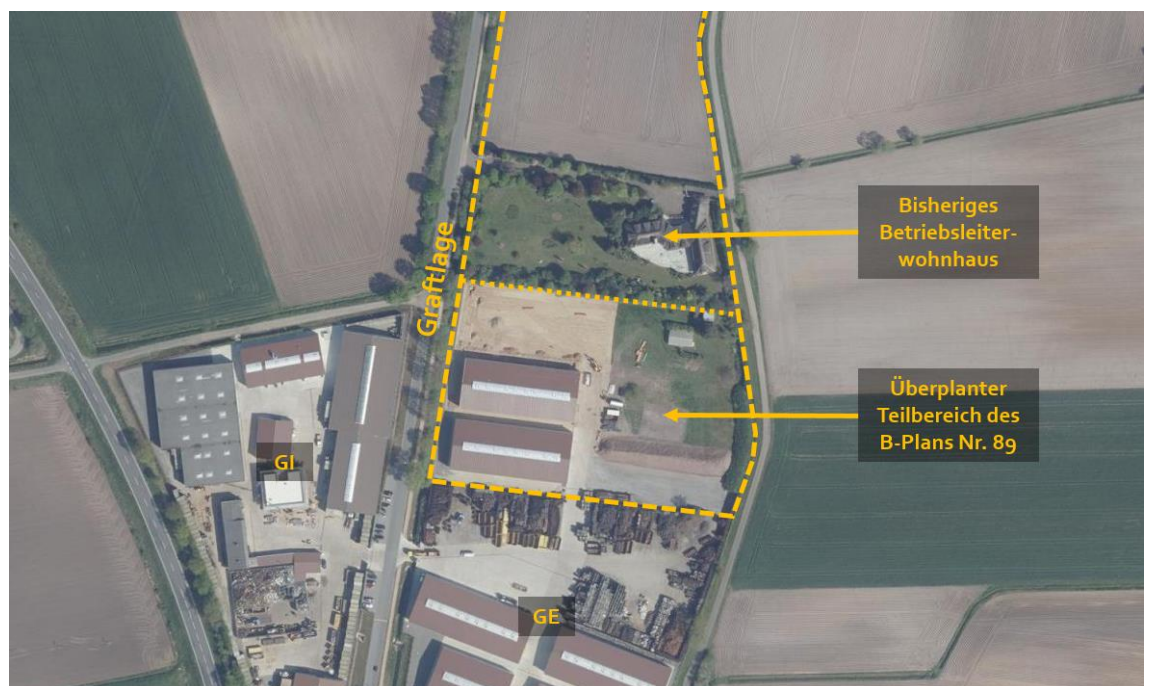 Bisheriges
Betriebsleiter-
wohnhaus
Graftlage
Überplanter
Teilbereich des
B-Plans Nr. 89
GI
GE